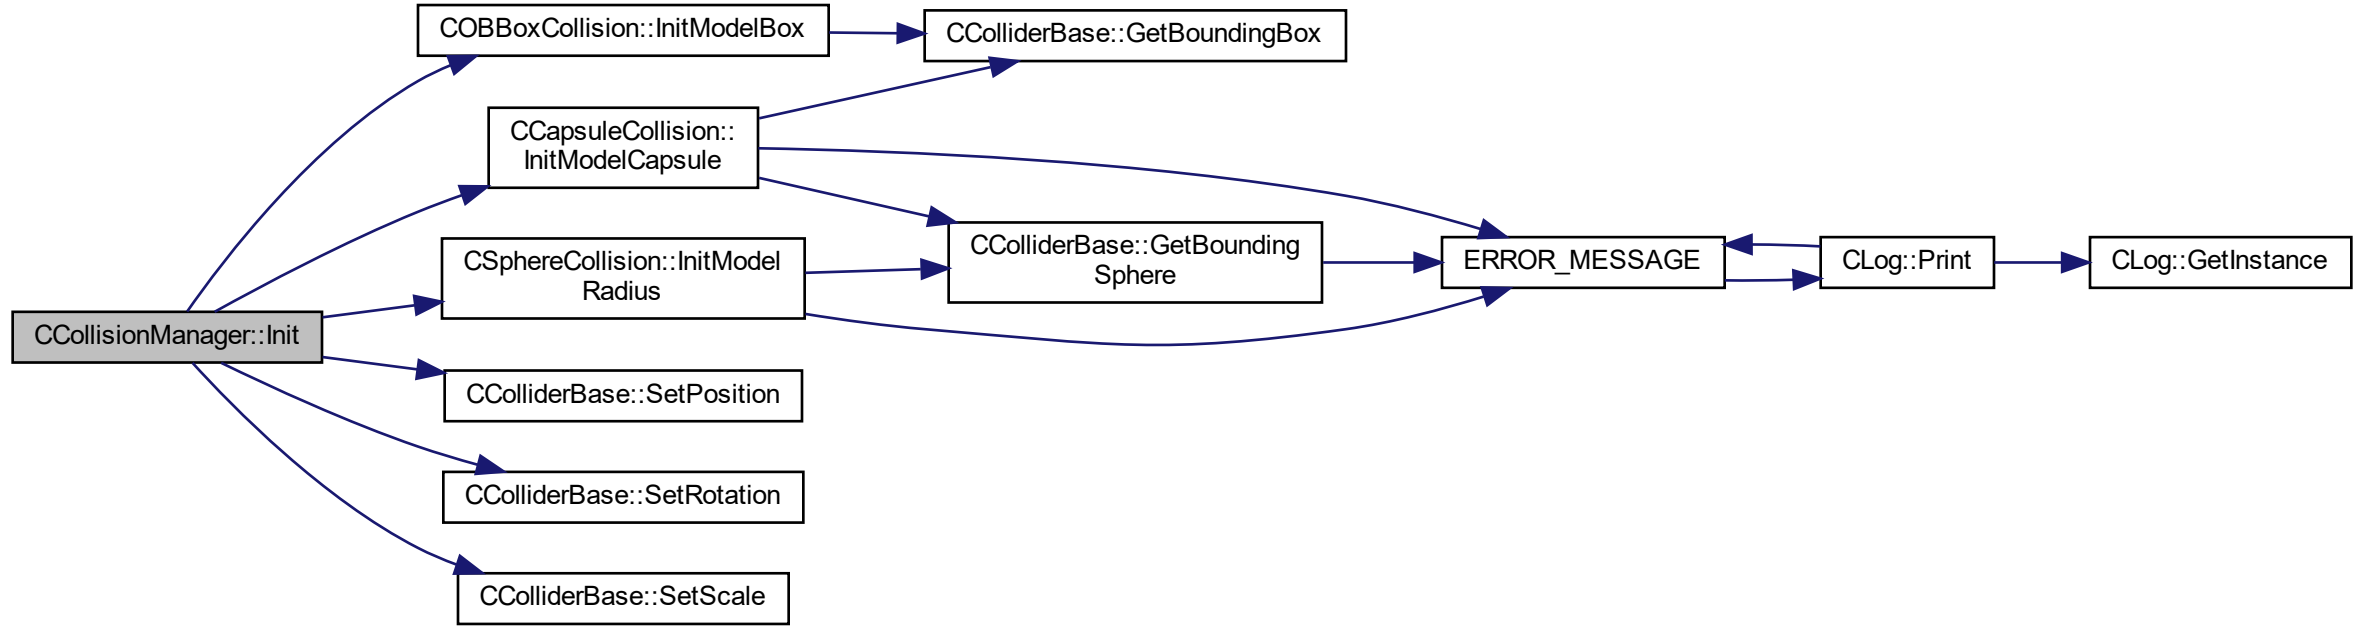 COBBoxCollision::InitModelBox
CColliderBase::GetBoundingBox
CCapsuleCollision::
InitModelCapsule
CSphereCollision::InitModel
Radius
CColliderBase::GetBounding
Sphere
ERROR_MESSAGE
CLog::Print
CLog::GetInstance
CCollisionManager::Init
CColliderBase::SetPosition
CColliderBase::SetRotation
CColliderBase::SetScale